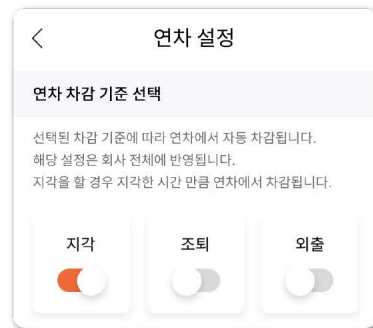 연차 설정
연차 차감 기준 선택
선택된 차감 기준에 따라 연차에서 자동 차감됩니다.
해당 설정은 회사 전체에 반영됩니다.
지각을 할 경우 지각한 시간 만큼 연차에서 차감됩니다.
지각 조퇴 외출